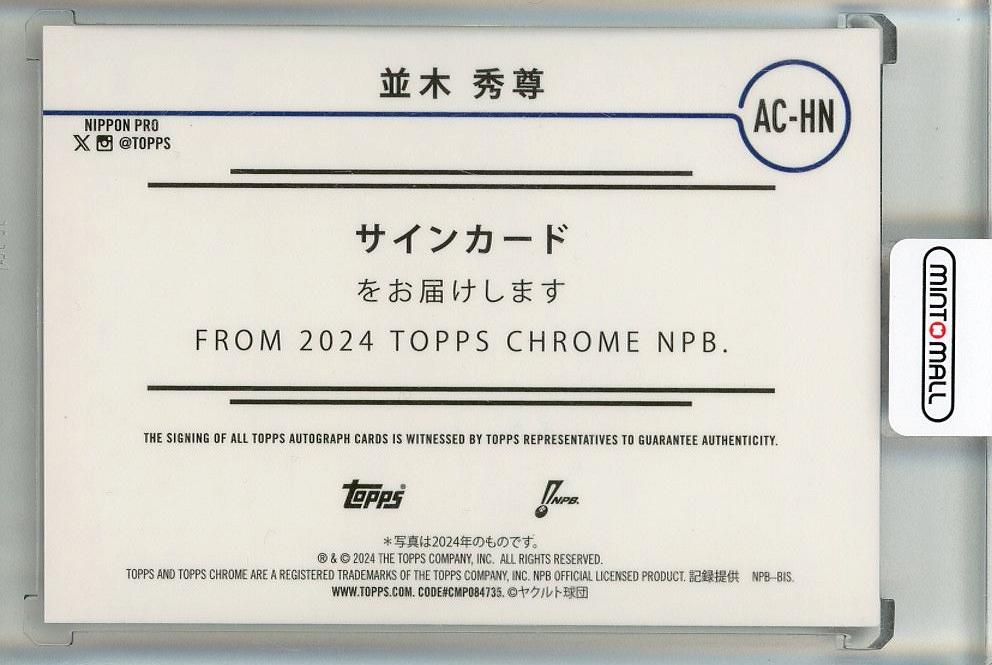 並木 秀尊
AC-HN
NIPPON PRO
@TOPPS
サインカード
をお届けします
FROM 2024 TOPPS CHROME NPB.
THE SIGNING OF ALL TOPPS AUTOGRAPH CARDS IS WITNESSED BY TOPPS REPRESENTATIVES TO GUARANTEE AUTHENTICITY.
topps®
NPB.
＊写真は2024年のものです。
® & © 2024 THE TOPPS COMPANY, INC. ALL RIGHTS RESERVED.
TOPPS AND TOPPS CHROME ARE A REGISTERED TRADEMARKS OF THE TOPPS COMPANY, INC. NPB OFFICIAL LICENSED PRODUCT. 記録提供 NPB–BIS.
WWW.TOPPS.COM. CODE#CMP084735. ©ヤクルト球団
MINTMALL